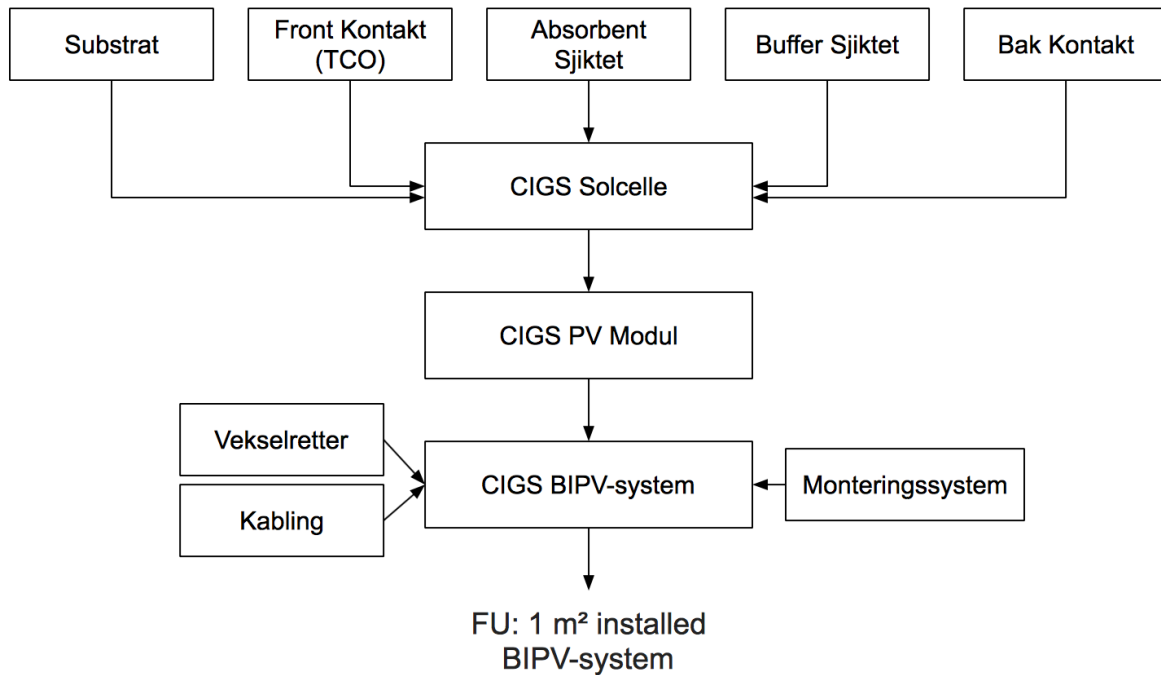 Substrat
Front Kontakt
(TCO)
Absorbent
Sjiktet
Buffer Sjiktet
Bak Kontakt
CIGS Solcelle
CIGS PV Modul
Vekselretter
Kabling
CIGS BIPV-system
Monteringssystem
FU: 1 m² installed
BIPV-system